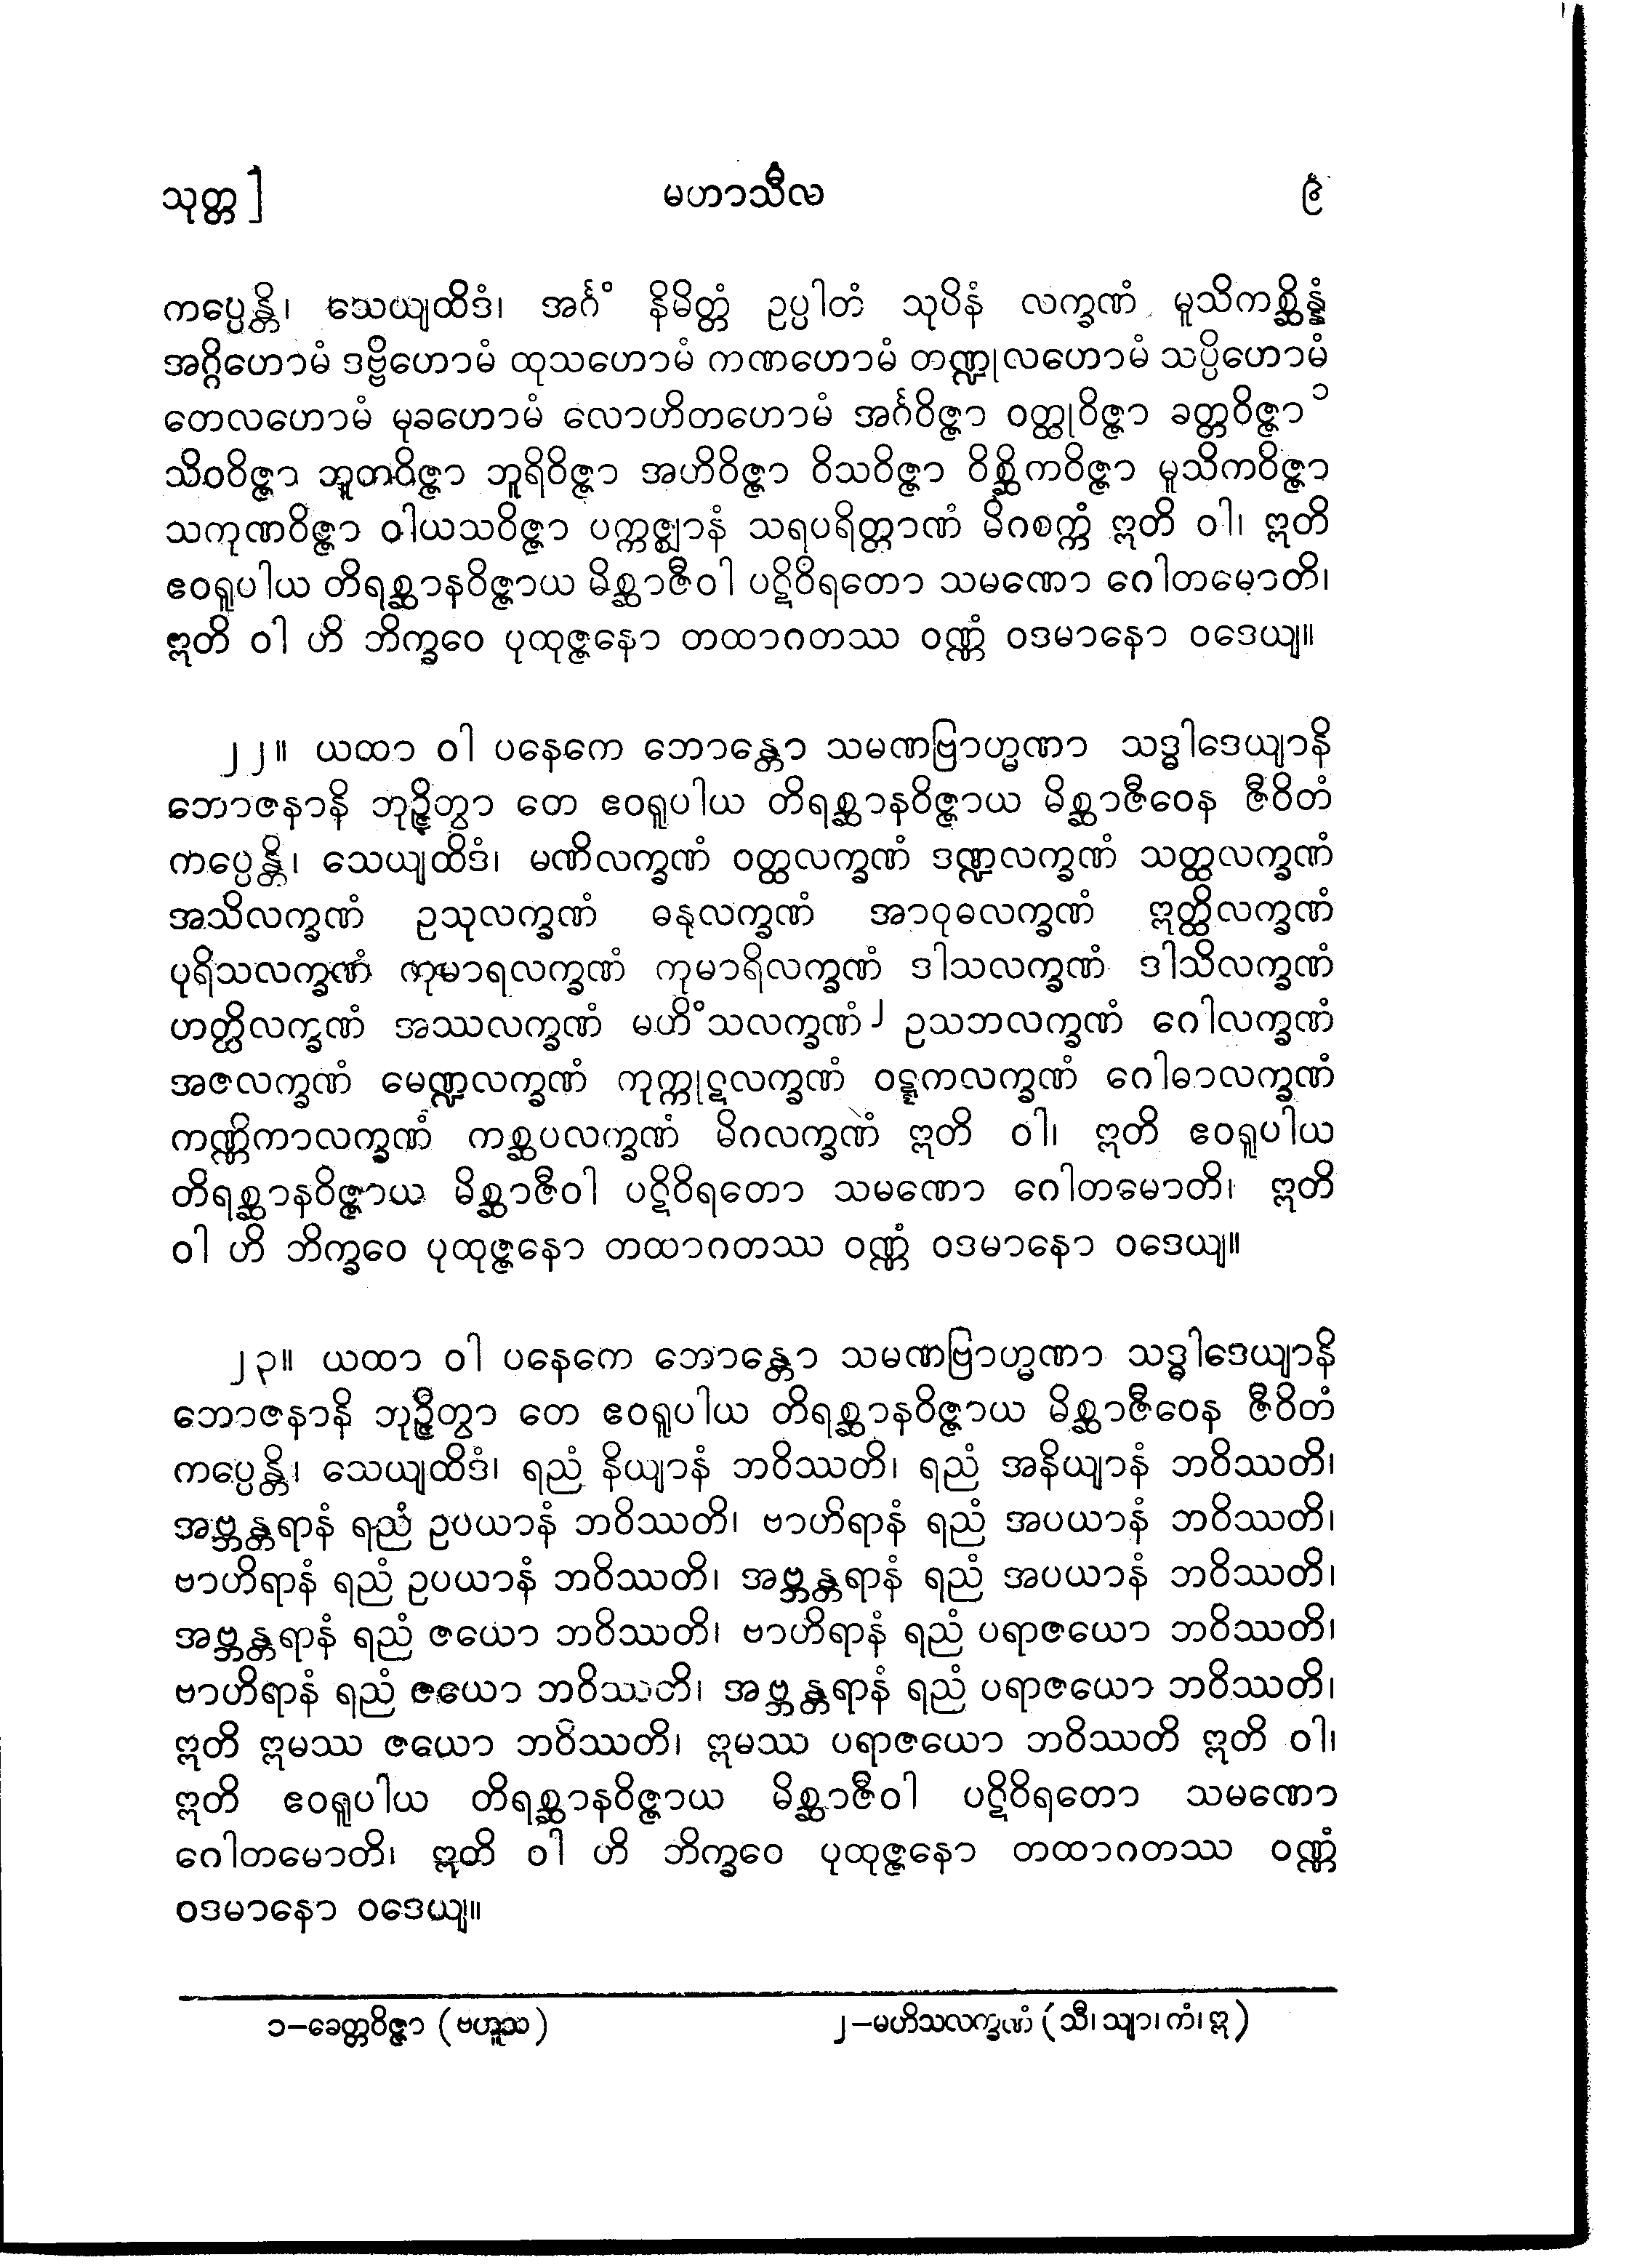 သုတ္တ]
မဟာသီလ
၉
ကပ္ပေန္တိ၊ သေယျထိဒံ၊ အင်္ဂံ နိမိတ္တံ ဥပ္ပါတံ သုပိနံ လက္ခဏံ မူသိကစ္ဆိန္နံ
အဂ္ဂိဟောမံ ဒဗ္ဗိဟောမံ ထုသဟောမံ ကဏဟောမံ တဏ္ဍုလဟောမံ သပ္ပိဟောမံ
တေလဟောမံ မုခဟောမံ လောဟိတဟောမံ အင်္ဂဝိဇ္ဇာ ဝတ္ထုဝိဇ္ဇာ ခတ္တဝိဇ္ဇာ ၁
သိဝဝိဇ္ဇာ ဘူတဝိဇ္ဇာ ဘူရိဝိဇ္ဇာ အဟိဝိဇ္ဇာ ဝိသဝိဇ္ဇာ ဝိစ္ဆိကဝိဇ္ဇာ မူသိကဝိဇ္ဇာ
သကုဏဝိဇ္ဇာ ဝါယသဝိဇ္ဇာ ပက္ကဇ္ဈာနံ သရပရိတ္တာဏံ မိဂစက္ကံ ဣတိ ဝါ၊ ဣတိ
ဧဝရူပါယ တိရစ္ဆာနဝိဇ္ဇာယ မိစ္ဆာဇီဝါ ပဋိဝိရတော သမဏော ဂေါတမောတိ၊
ဣတိ ဝါ ဟိ ဘိက္ခဝေ ပုထုဇ္ဇနော တထာဂတဿ ဝဏ္ဏံ ဝဒမာနော ဝဒေယျ။
၂၂။ ယထာ ဝါ ပနေကေ ဘောန္တော သမဏဗြာဟ္မဏာ သဒ္ဓါဒေယျာနိ
ဘောဇနာနိ ဘုဉ္ဇိတွာ တေ ဧဝရူပါယ တိရစ္ဆာနဝိဇ္ဇာယ မိစ္ဆာဇီဝေန ဇီဝိတံ
ကပ္ပေန္တိ၊ သေယျထိဒံ၊ မဏိလက္ခဏံ ဝတ္ထလက္ခဏံ ဒဏ္ဍလက္ခဏံ သတ္ထလက္ခဏံ
အသိလက္ခဏံ ဥသုလက္ခဏံ ဓနုလက္ခဏံ အာဝုဓလက္ခဏံ ဣတ္ထိလက္ခဏံ
ပုရိသလက္ခဏံ ကုမာရလက္ခဏံ ကုမာရိလက္ခဏံ ဒါသလက္ခဏံ ဒါသိလက္ခဏံ
ဟတ္ထိလက္ခဏံ အဿလက္ခဏံ မဟိံသလက္ခဏံ ၂ ဥသဘလက္ခဏံ ဂေါလက္ခဏံ
အဇလက္ခဏံ မေဏ္ဍလက္ခဏံ ကုက္ကုဋလက္ခဏံ ဝဋ္ဋကလက္ခဏံ ဂေါဓာလက္ခဏံ
ကဏ္ဏိကာလက္ခဏံ ကစ္ဆပလက္ခဏံ မိဂလက္ခဏံ ဣတိ ဝါ၊ ဣတိ ဧဝရူပါယ
တိရစ္ဆာနဝိဇ္ဇာယ မိစ္ဆာဇီဝါ ပဋိဝိရတော သမဏော ဂေါတမောတိ၊ ဣတိ
ဝါ ဟိ ဘိက္ခဝေ ပုထုဇ္ဇနော တထာဂတဿ ဝဏ္ဏံ ဝဒမာနော ဝဒေယျ။
၂၃။ ယထာ ဝါ ပနေကေ ဘောန္တော သမဏဗြာဟ္မဏာ သဒ္ဓါဒေယျာနိ
ဘောဇနာနိ ဘုဉ္ဇိတွာ တေ ဧဝရူပါယ တိရစ္ဆာနဝိဇ္ဇာယ မိစ္ဆာဇီဝေန ဇီဝိတံ
ကပ္ပေန္တိ၊ သေယျထိဒံ၊ ရညံ နိယျာနံ ဘဝိဿတိ၊ ရညံ အနိယျာနံ ဘဝိဿတိ၊
အဗ္ဘန္တရာနံ ရညံ ဥပယာနံ ဘဝိဿတိ၊ ဗာဟိရာနံ ရညံ အပယာနံ ဘဝိဿတိ၊
ဗာဟိရာနံ ရညံ ဥပယာနံ ဘဝိဿတိ၊ အဗ္ဘန္တရာနံ ရညံ အပယာနံ ဘဝိဿတိ၊
အဗ္ဘန္တရာနံ ရညံ ဇယော ဘဝိဿတိ၊ ဗာဟိရာနံ ရညံ ပရာဇယော ဘဝိဿတိ၊
ဗာဟိရာနံ ရညံ ဇယော ဘဝိဿတိ၊ အဗ္ဘန္တရာနံ ရညံ ပရာဇယော ဘဝိဿတိ၊
ဣတိ ဣမဿ ဇယော ဘဝိဿတိ၊ ဣမဿ ပရာဇယော ဘဝိဿတိ ဣတိ ဝါ၊
ဣတိ ဧဝရူပါယ တိရစ္ဆာနဝိဇ္ဇာယ မိစ္ဆာဇီဝါ ပဋိဝိရတော သမဏော
ဂေါတမောတိ၊ ဣတိ ဝါ ဟိ ဘိက္ခဝေ ပုထုဇ္ဇနော တထာဂတဿ ဝဏ္ဏံ
ဝဒမာနော ဝဒေယျ။
၁–ခေတ္တဝိဇ္ဇာ (ဗဟူသု)
၂–မဟိသလက္ခဏံ (သီ၊ သျာ၊ ကံ၊ ဣ)